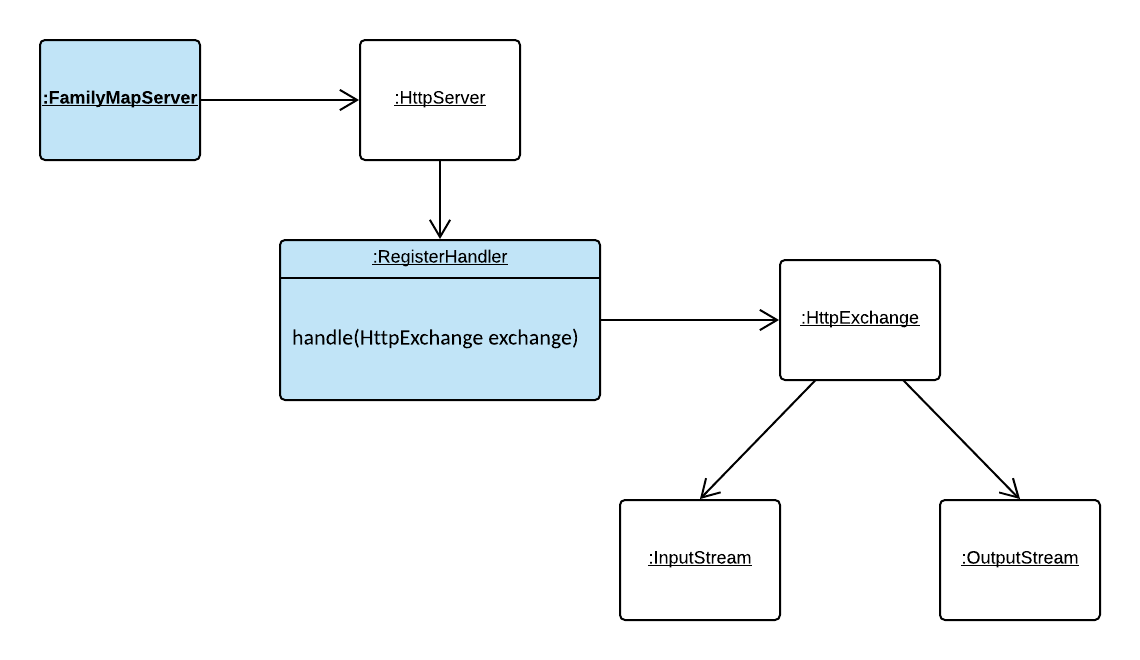 :FamilyMapServer
:HttpServer
:RegisterHandler
handle(HttpExchange exchange)
:HttpExchange
:InputStream
:OutputStream